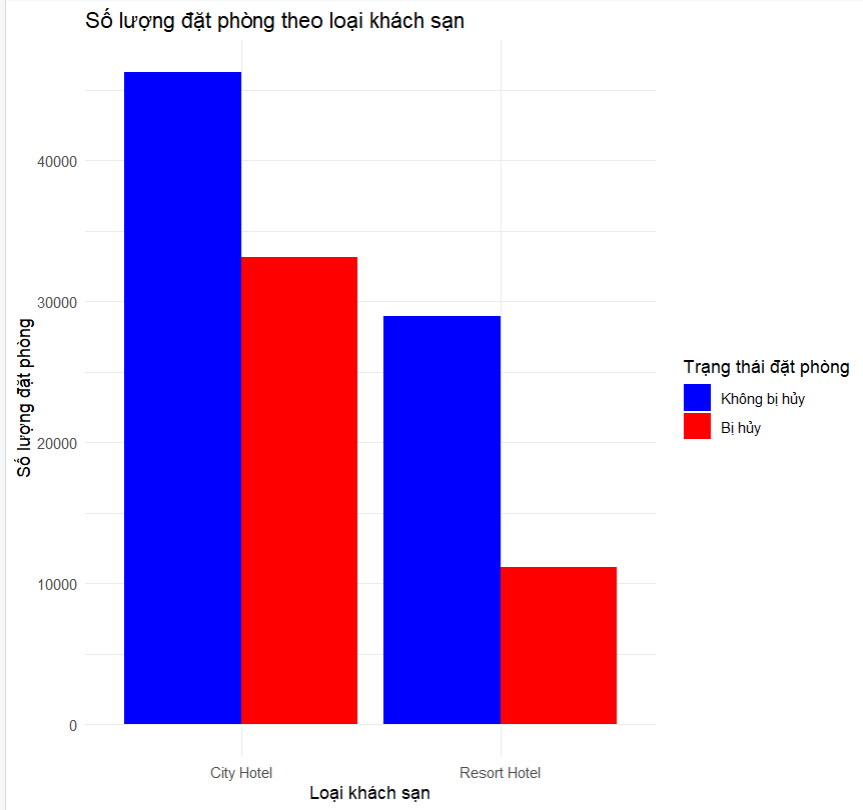 Số lượng đặt phòng theo loại khách sạn
Số lượng đặt phòng
40000
30000
20000
10000
0
City Hotel
Resort Hotel
Loại khách sạn
Trạng thái đặt phòng
Không bị hủy
Bị hủy